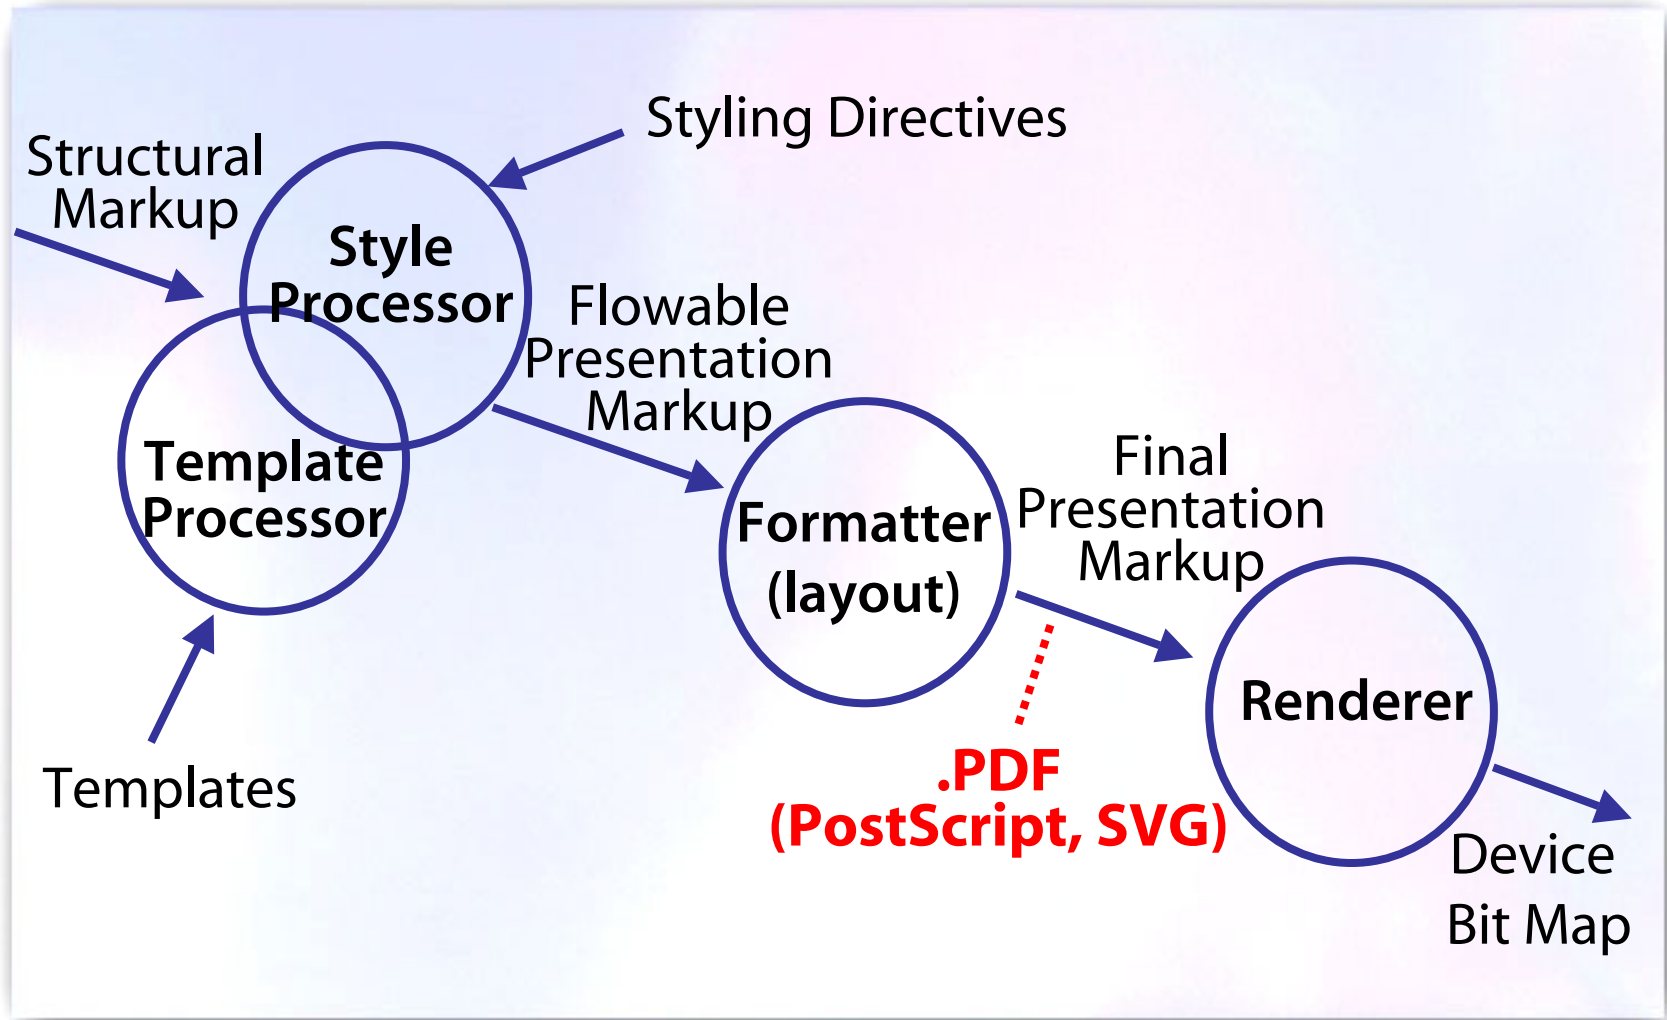 Styling Directives
Structural
Markup
Style
Processor
Flowable
Presentation
Markup
Template
Processor
Final
Presentation
Markup
Formatter
(layout)
Renderer
Templates
.PDF
(PostScript, SVG)
Device
Bit Map